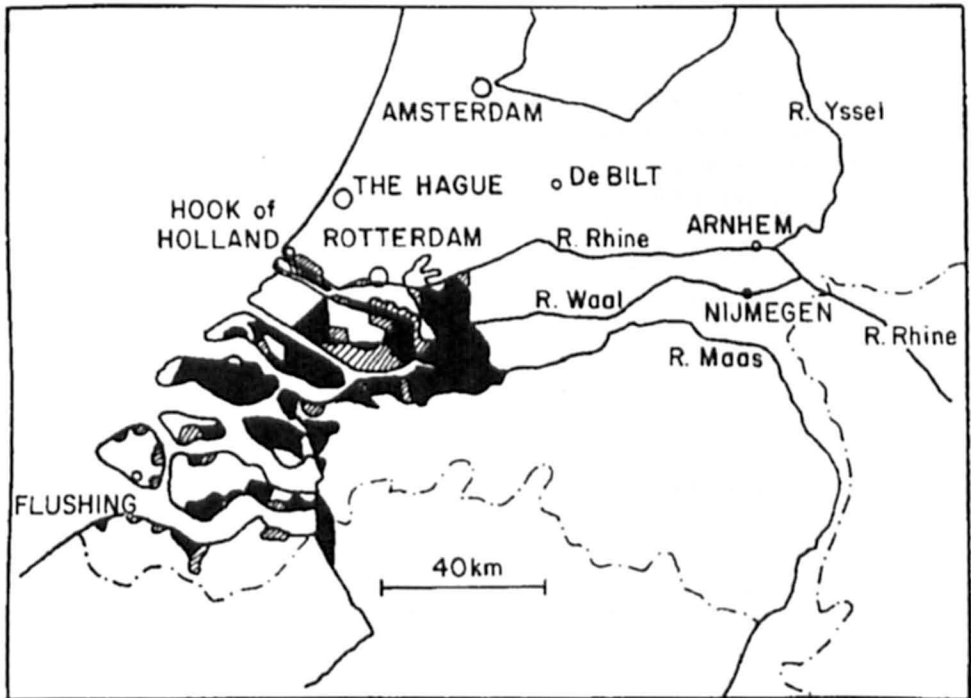 AMSTERDAM
R. Yssel
De BILT
THE HAGUE
HOOK of
HOLLAND
ROTTERDAM
R. Rhine
ARNHEM
R. Waal
NIJMEGEN
R. Rhine
R. Maas
FLUSHING
40km